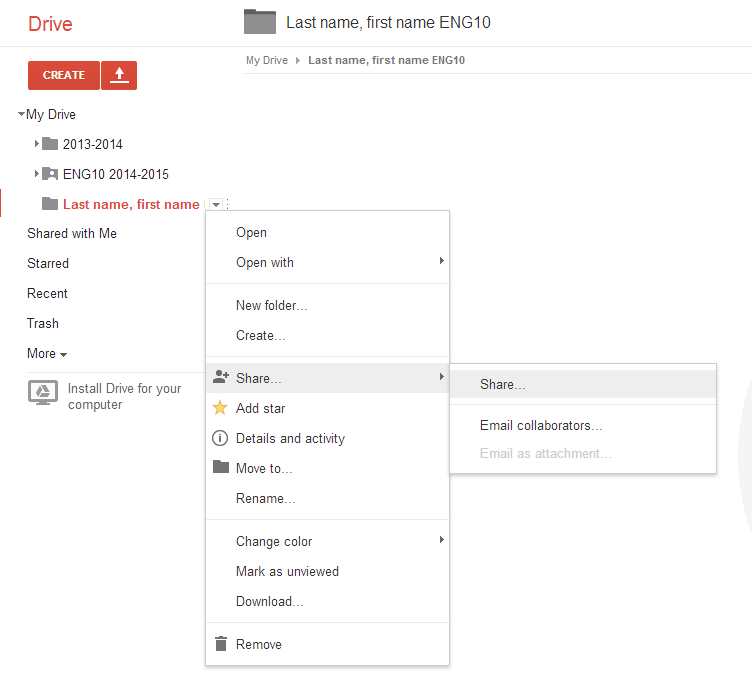 Drive
Last name, first name ENG10
My Drive
Last name, first name ENG10
CREATE
My Drive
2013-2014
ENG10 2014-2015
Last name, first name
Shared with Me
Starred
Recent
Trash
More
Install Drive for your
computer
Open
Open with
New folder...
Create...
Share...
Add star
Details and activity
Move to...
Rename...
Change color
Mark as unviewed
Download...
Remove
Share...
Email collaborators...
Email as attachment...